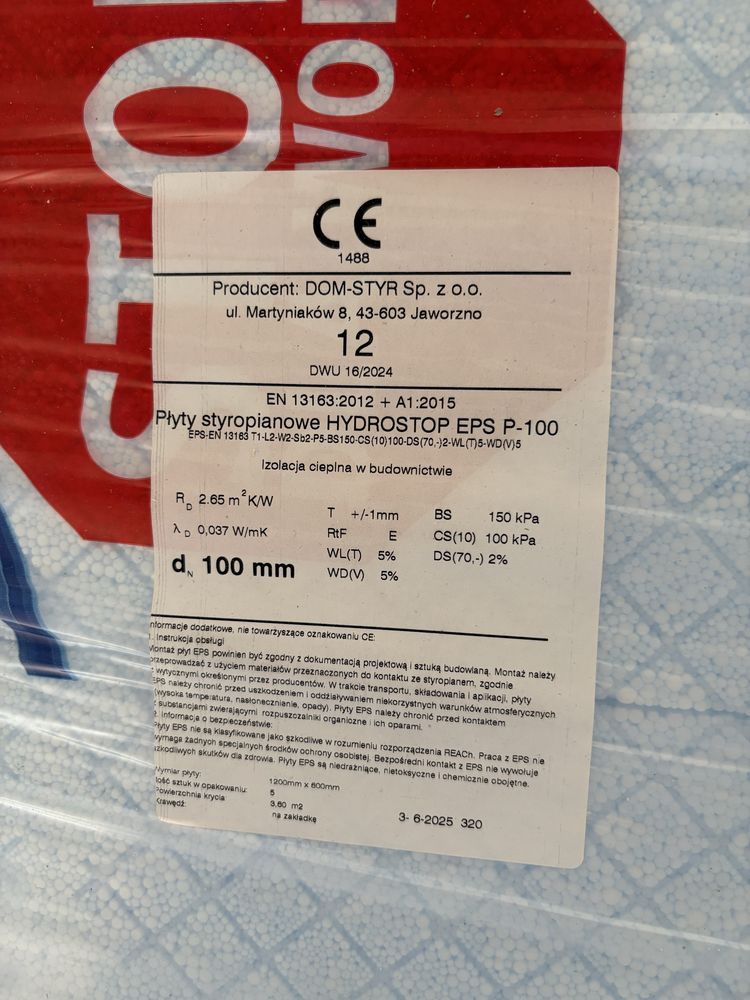 STO
VO
CE
1488
Producent: DOM-STYR Sp. z o.o.
ul. Martyniaków 8, 43-603 Jaworzno
12
DWU 16/2024
EN 13163:2012 + A1:2015
Płyty styropianowe HYDROSTOP EPS P-100
EPS-EN 13163 T1-L2-W2-Sb2-P5-BS150-CS(10)100-DS(70,-)2-WL(T)5-WD(V)5
Izolacja cieplna w budownictwie
R D 2.65 m² K/W
λ D 0,037 W/mK
d N 100 mm
T +/-1mm
RtF E
WL(T) 5%
WD(V) 5%
BS 150 kPa
CS(10) 100 kPa
DS(70,-) 2%
nformacje dodatkowe, nie towarzyszące oznakowaniu CE:
. Instrukcja obsługi
Montaż płyt EPS powinien być zgodny z dokumentacją projektową i sztuką budowlaną. Montaż należy
przeprowadzać z użyciem materiałów przeznaczonych do kontaktu ze styropianem, zgodnie
z wytycznymi określonymi przez producentów. W trakcie transportu, składowania i aplikacji, płyty
EPS należy chronić przed uszkodzeniem i oddziaływaniem niekorzystnych warunków atmosferycznych
(wysoka temperatura, nasłonecznienie, opady). Płyty EPS należy chronić przed kontaktem
z substancjami zwierającymi rozpuszczalniki organiczne i ich oparami.
2. Informacja o bezpieczeństwie:
Płyty EPS nie są klasyfikowane jako szkodliwe w rozumieniu rozporządzenia REACh. Praca z EPS nie
wymaga żadnych specjalnych środków ochrony osobistej. Bezpośredni kontakt z EPS nie wywołuje
szkodliwych skutków dla zdrowia. Płyty EPS są niedrażniące, nietoksyczne i chemicznie obojętne.
Wymiar płyty: 1200mm x 600mm
Ilość sztuk w opakowaniu: 5
Powierzchnia krycia 3.60 m2
Krawędź: na zakładkę
3- 6-2025 320